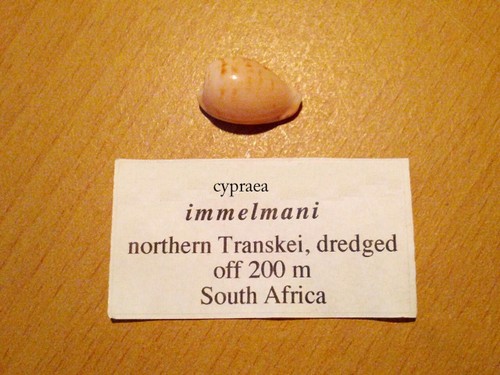 cypraea
immelmani
northern Transkei, dredged
off 200 m
South Africa